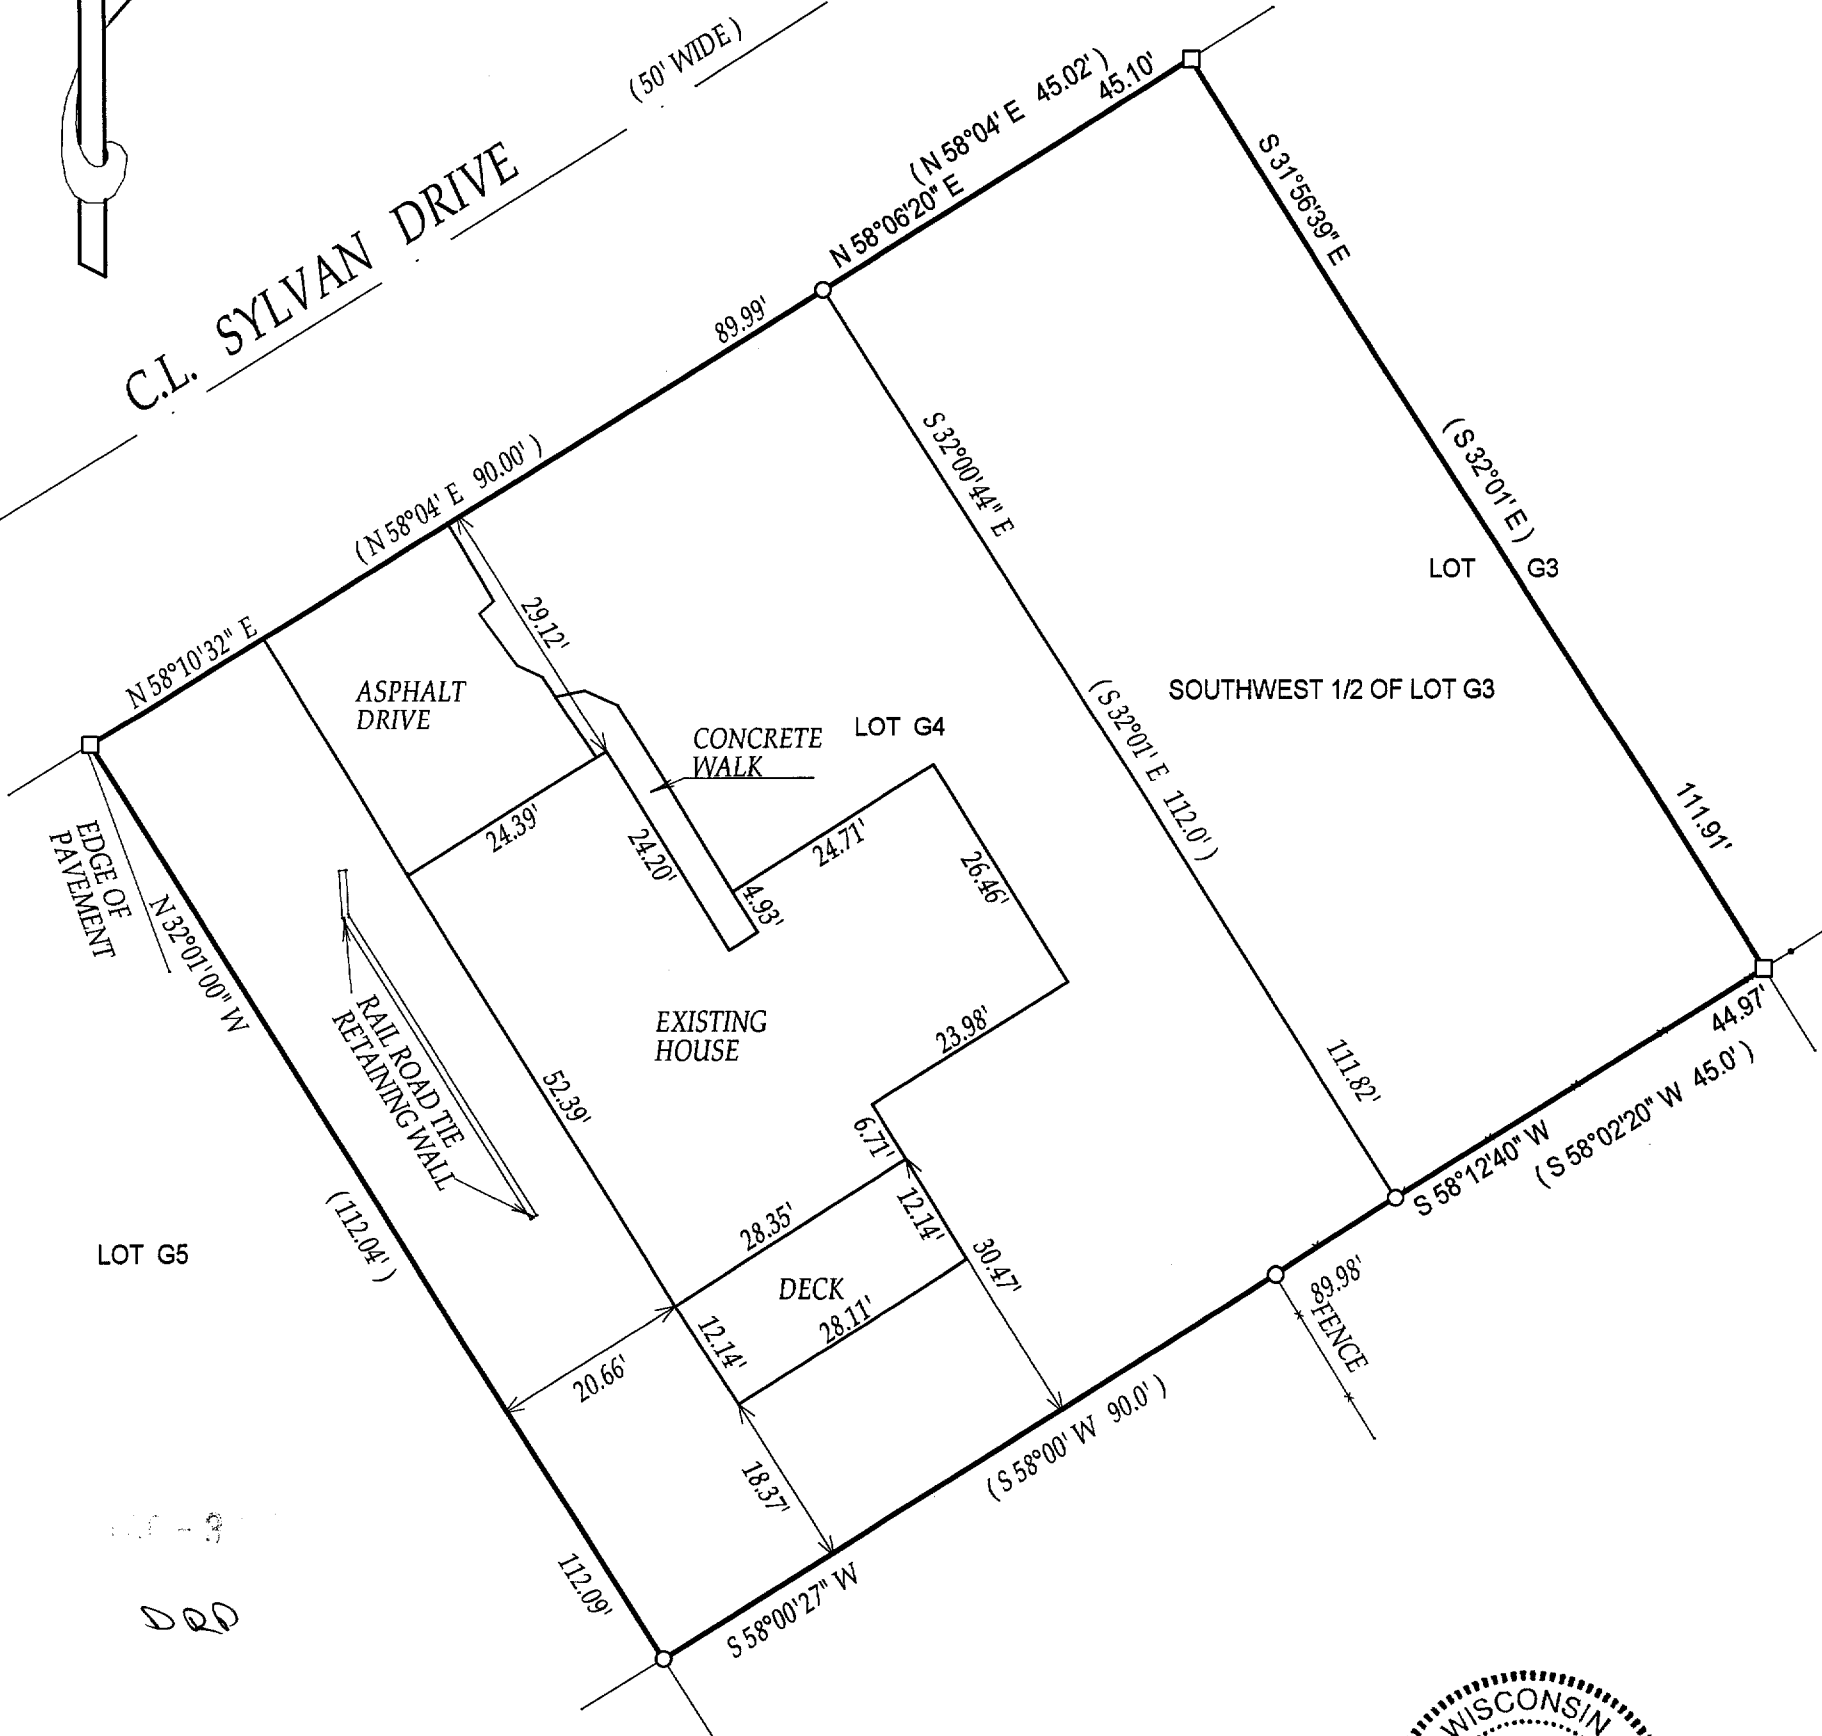 ( 50' WIDE )
C.L. SYLVAN DRIVE
( N 58°04' E 45.02' )
N 58°06'20" E 45.10'
S 31°56'39" E
( S 32°01' E )
111.91'
LOT G3
SOUTHWEST 1/2 OF LOT G3
89.99'
( N 58°04' E 90.00' )
N 58°10'32" E
S 32°00'44" E
( S 32°01' E 112.0' )
111.82'
29.12'
ASPHALT
DRIVE
CONCRETE
WALK
LOT G4
24.39'
24.20'
24.71'
4.93'
26.46'
EDGE OF
PAVEMENT
N 32°01'00" W
RAIL ROAD TIE
RETAINING WALL
EXISTING
HOUSE
23.98'
52.39'
6.71'
28.35'
12.14'
30.47'
DECK
28.11'
12.14'
20.66'
18.37'
( 112.04' )
112.09'
LOT G5
44.97'
S 58°12'40" W
( S 58°02'20" W 45.0' )
89.98'
FENCE
( S 58°00' W 90.0' )
S 58°00'27" W
DRD
WISCONSIN